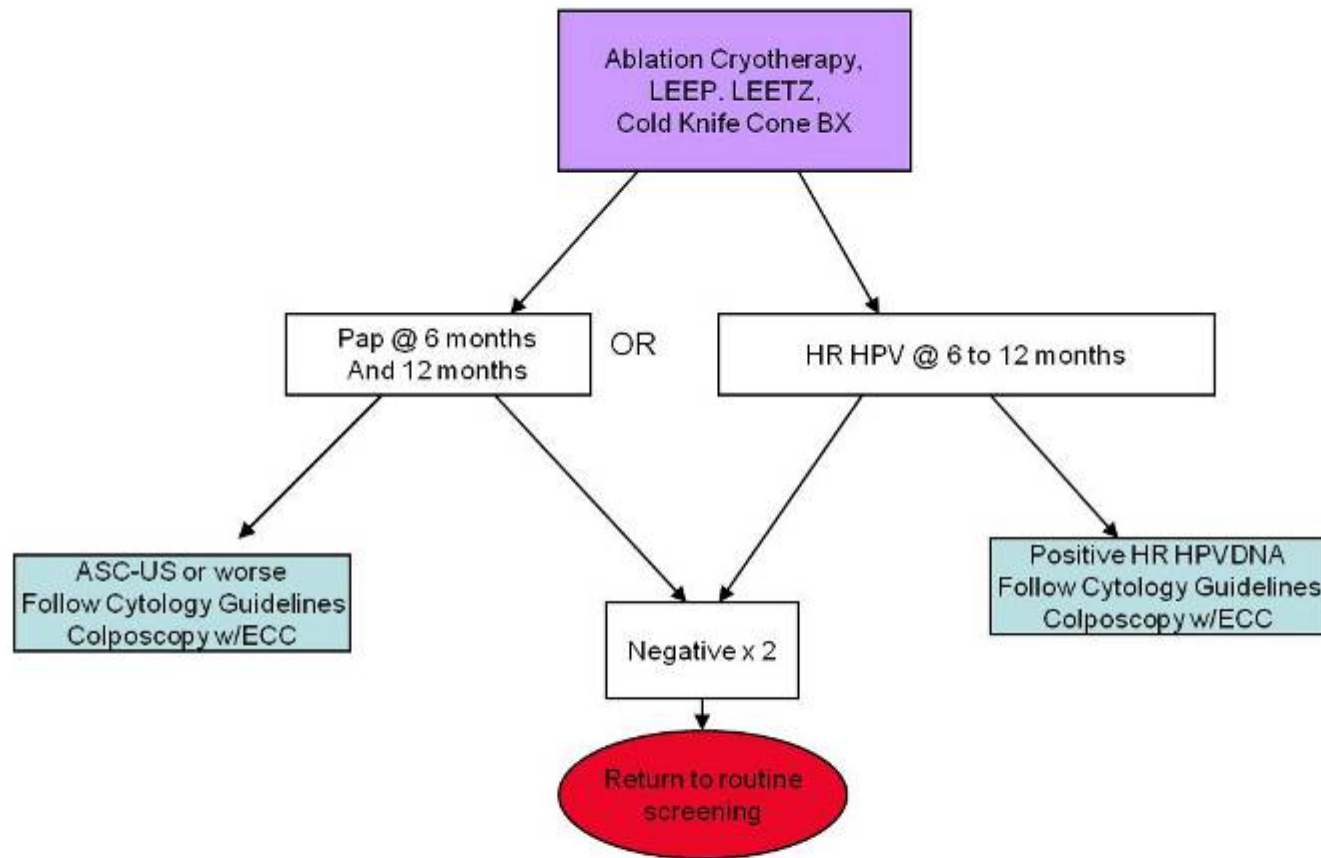 Ablation Cryotherapy,
LEEP. LEETZ,
Cold Knife Cone BX
Pap @ 6 months
And 12 months
OR
HR HPV @ 6 to 12 months
ASC-US or worse
Follow Cytology Guidelines
Colposcopy w/ECC
Negative x 2
Positive HR HPVDNA
Follow Cytology Guidelines
Colposcopy w/ECC
Return to routine
screening